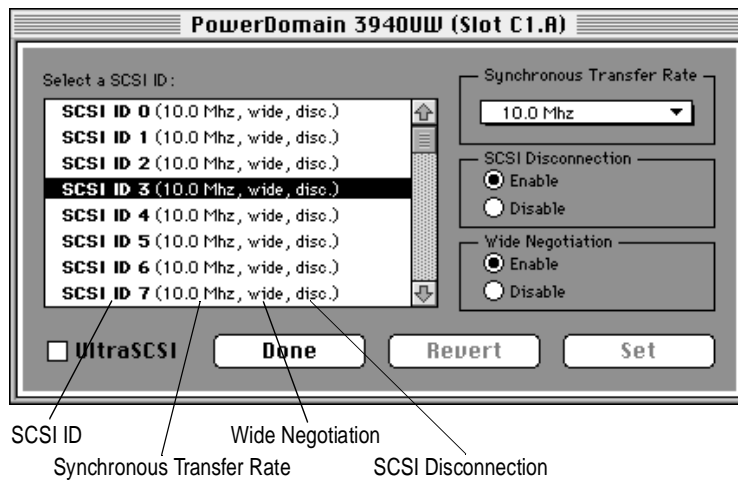 PowerDomain 3940UW (Slot C1.A)
Select a SCSI ID:
SCSI ID 0 (10.0 Mhz, wide, disc.)
SCSI ID 1 (10.0 Mhz, wide, disc.)
SCSI ID 2 (10.0 Mhz, wide, disc.)
SCSI ID 3 (10.0 Mhz, wide, disc.)
SCSI ID 4 (10.0 Mhz, wide, disc.)
SCSI ID 5 (10.0 Mhz, wide, disc.)
SCSI ID 6 (10.0 Mhz, wide, disc.)
SCSI ID 7 (10.0 Mhz, wide, disc.)
Synchronous Transfer Rate
10.0 Mhz
SCSI Disconnection
Enable
Disable
Wide Negotiation
Enable
Disable
UltraSCSI
Done
Revert
Set
SCSI ID
Wide Negotiation
Synchronous Transfer Rate
SCSI Disconnection